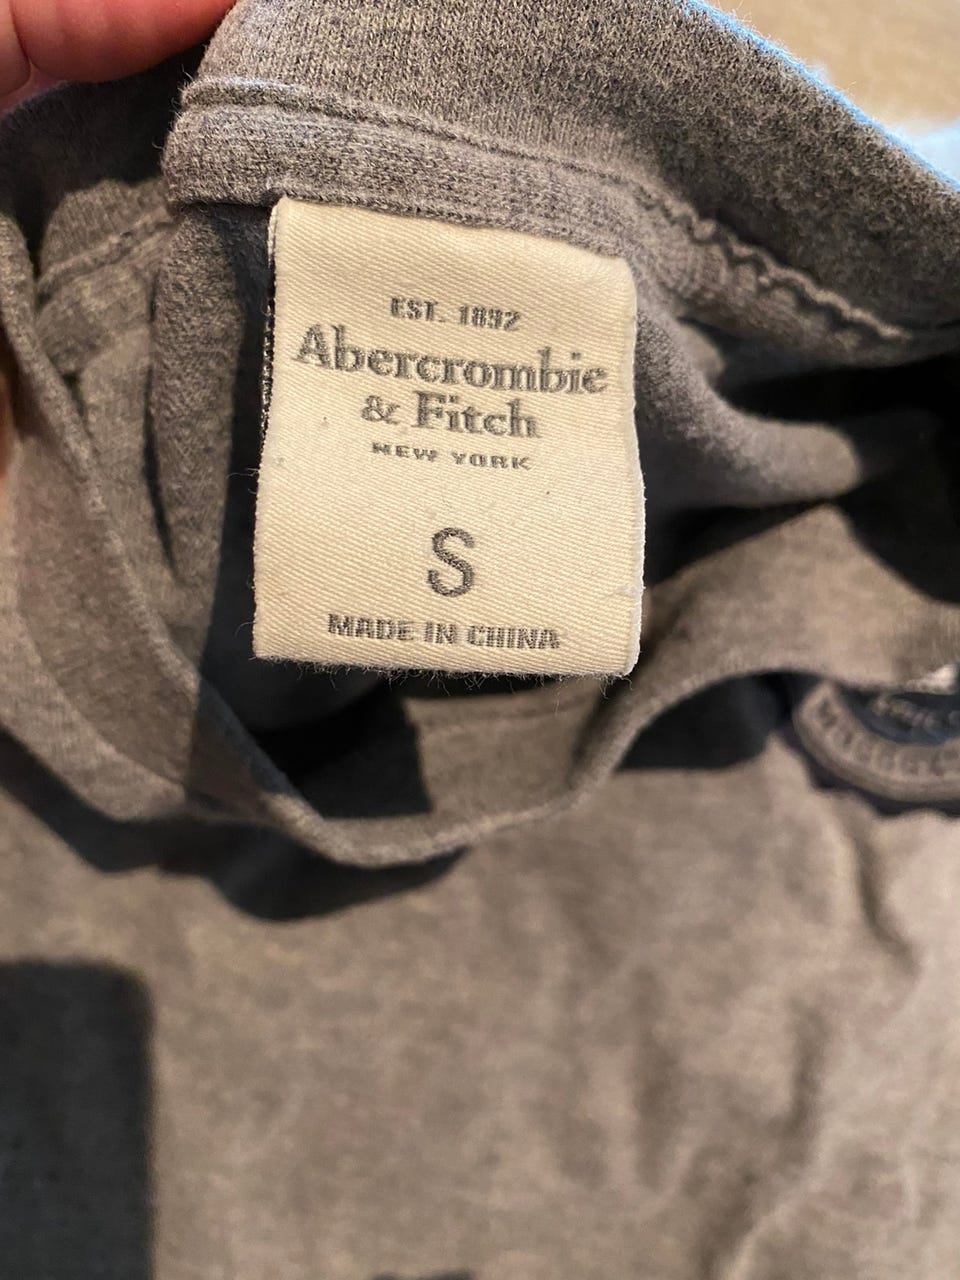 EST. 1892
Abercrombie
& Fitch
NEW YORK
S
MADE IN CHINA